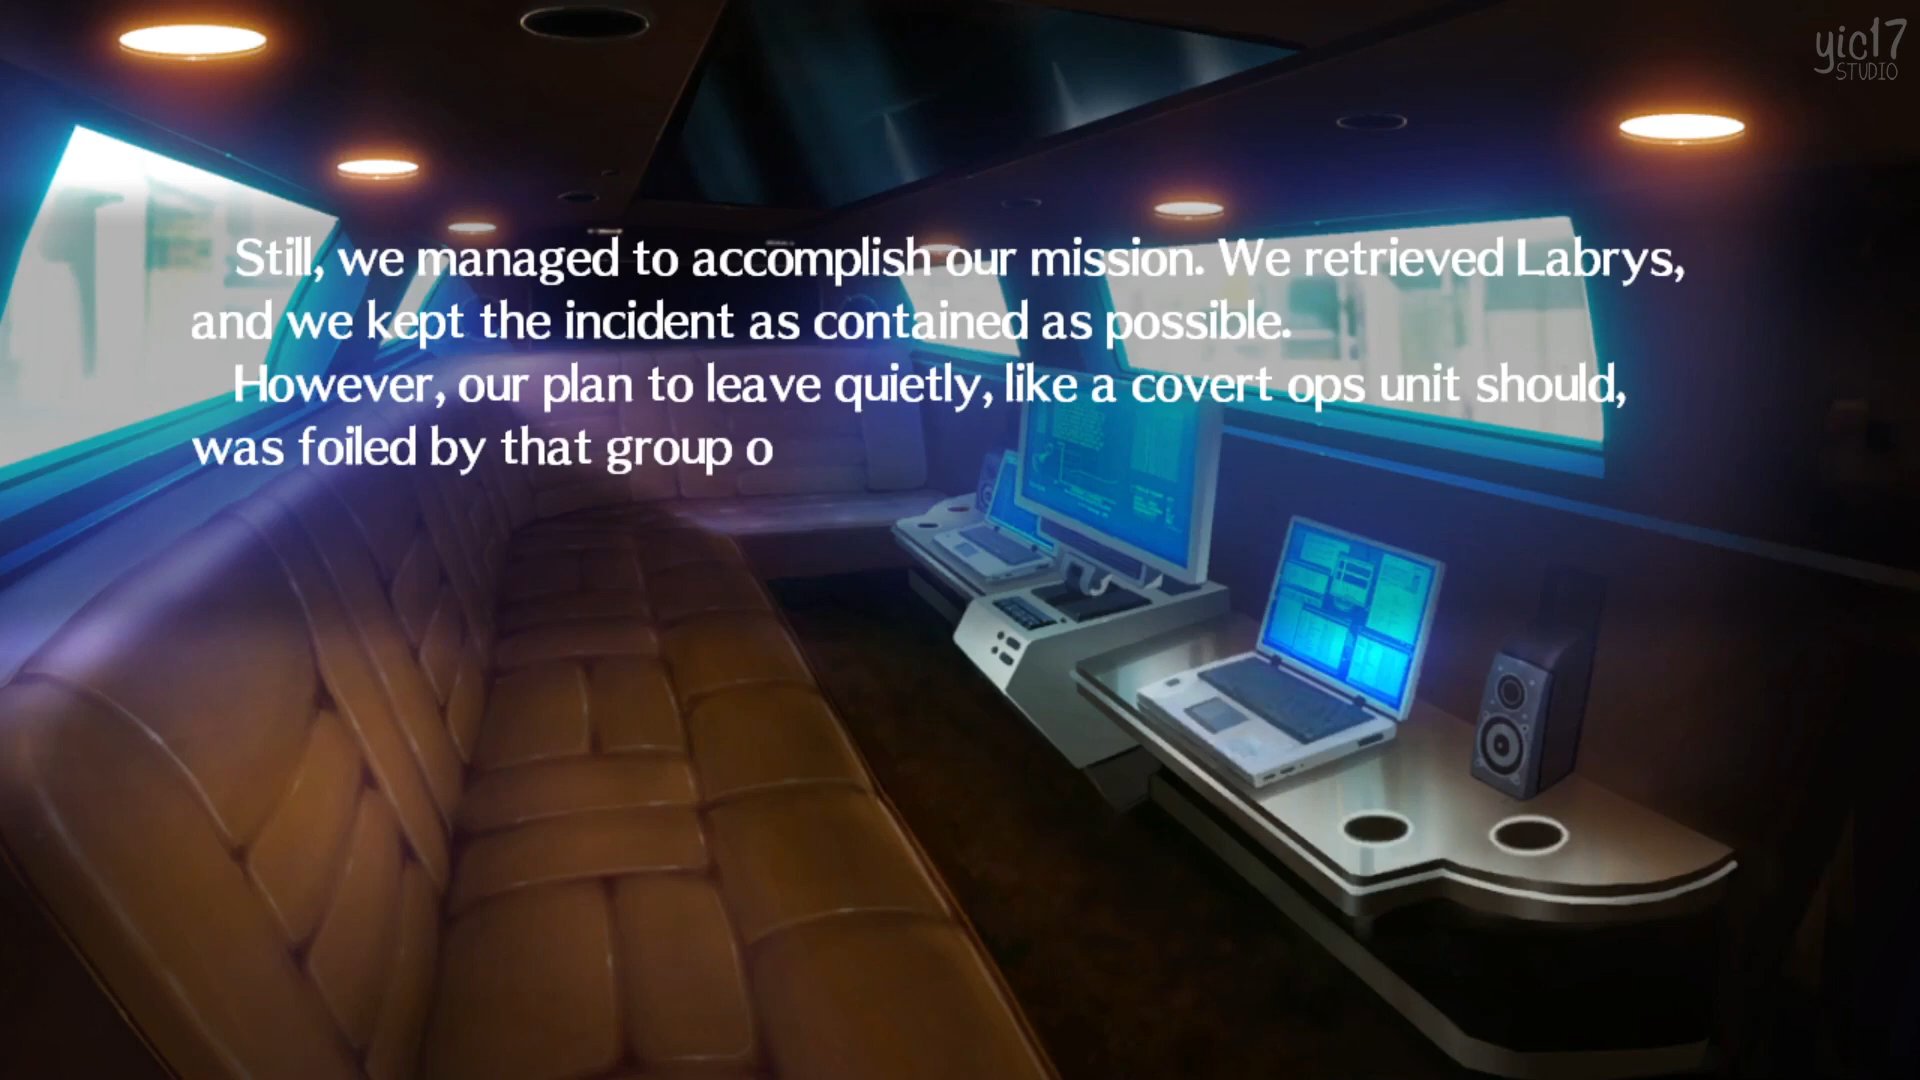 yic17
STUDIO
Still, we managed to accomplish our mission. We retrieved Labrys,
and we kept the incident as contained as possible.
However, our plan to leave quietly, like a covert ops unit should,
was foiled by that group o